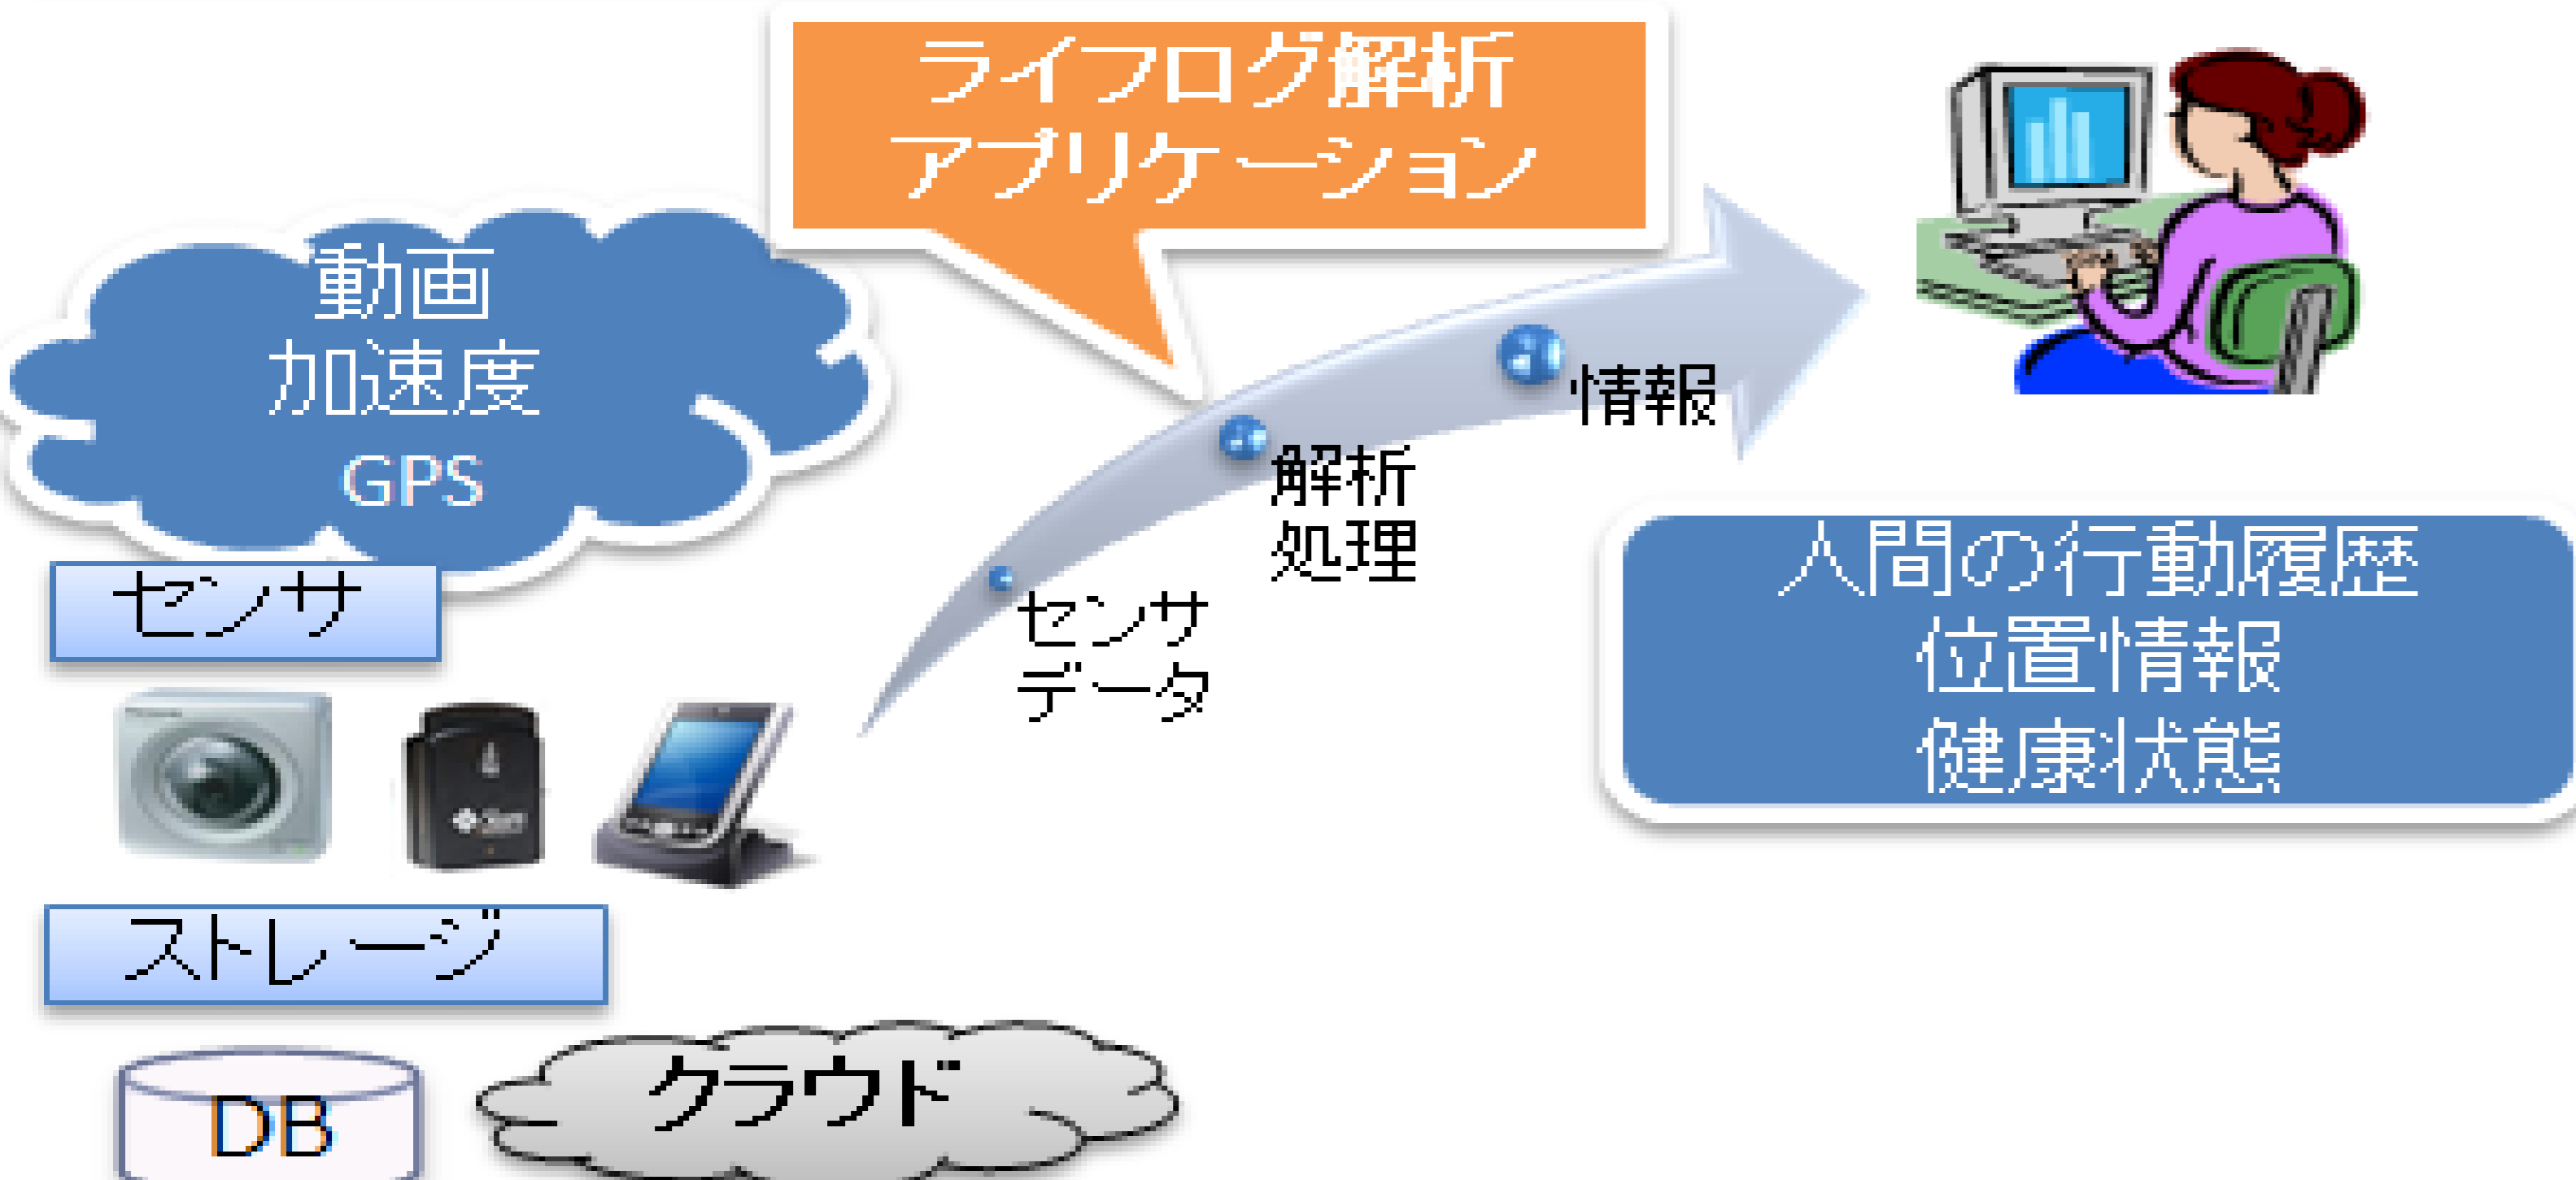 ライフログ解析
アプリケーション
動画
加速度
GPS
センサ
情報
解析
処理
センサ
データ
人間の行動履歴
位置情報
健康状態
ストレージ
DB
クラウド